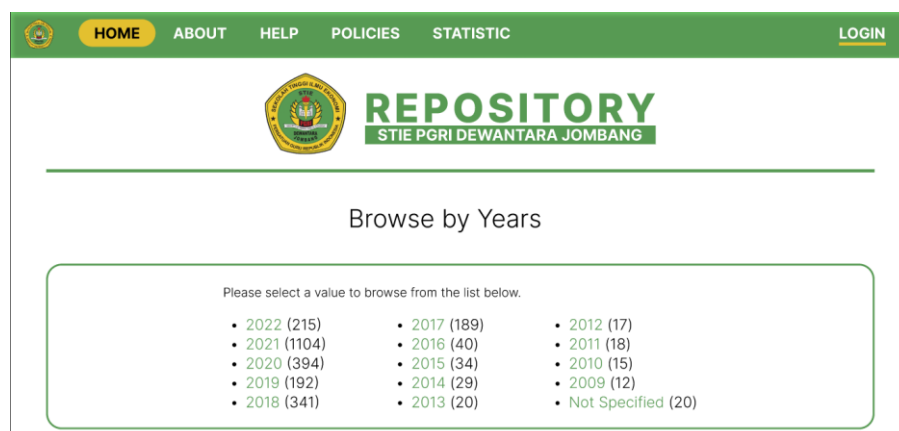 HOME ABOUT HELP POLICIES STATISTIC LOGIN
REPOSITORY
STIE PGRI DEWANTARA JOMBANG
Browse by Years
Please select a value to browse from the list below.
• 2022 (215)
• 2021 (1104)
• 2020 (394)
• 2019 (192)
• 2018 (341)
• 2017 (189)
• 2016 (40)
• 2015 (34)
• 2014 (29)
• 2013 (20)
• 2012 (17)
• 2011 (18)
• 2010 (15)
• 2009 (12)
• Not Specified (20)